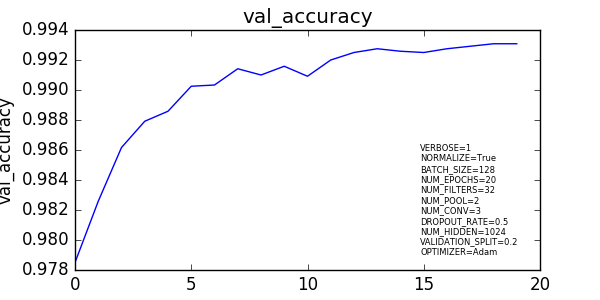 val_accuracy
0.994
0.992
0.990
0.988
0.986
0.984
0.982
0.980
0.978
val_accuracy
VERBOSE=1
NORMALIZE=True
BATCH_SIZE=128
NUM_EPOCHS=20
NUM_FILTERS=32
NUM_POOL=2
NUM_CONV=3
DROPOUT_RATE=0.5
NUM_HIDDEN=1024
VALIDATION_SPLIT=0.2
OPTIMIZER=Adam
0 5 10 15 20